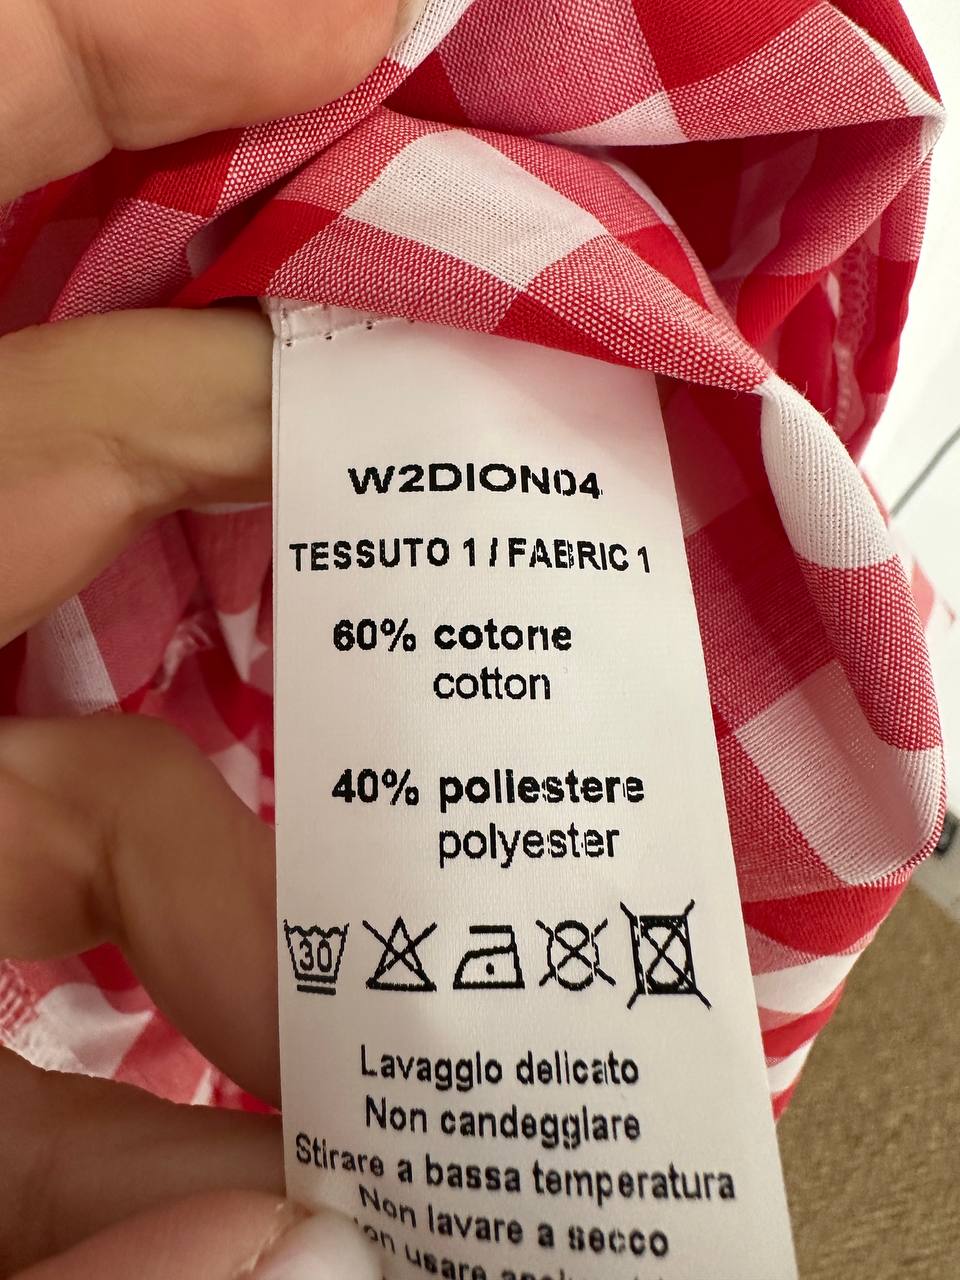 W2DION04
TESSUTO 1 / FABRIC 1
60% cotone
cotton
40% poliestere
polyester
30
Lavaggio delicato
Non candeggiare
Stirare a bassa temperatura
Non lavare a secco
usare